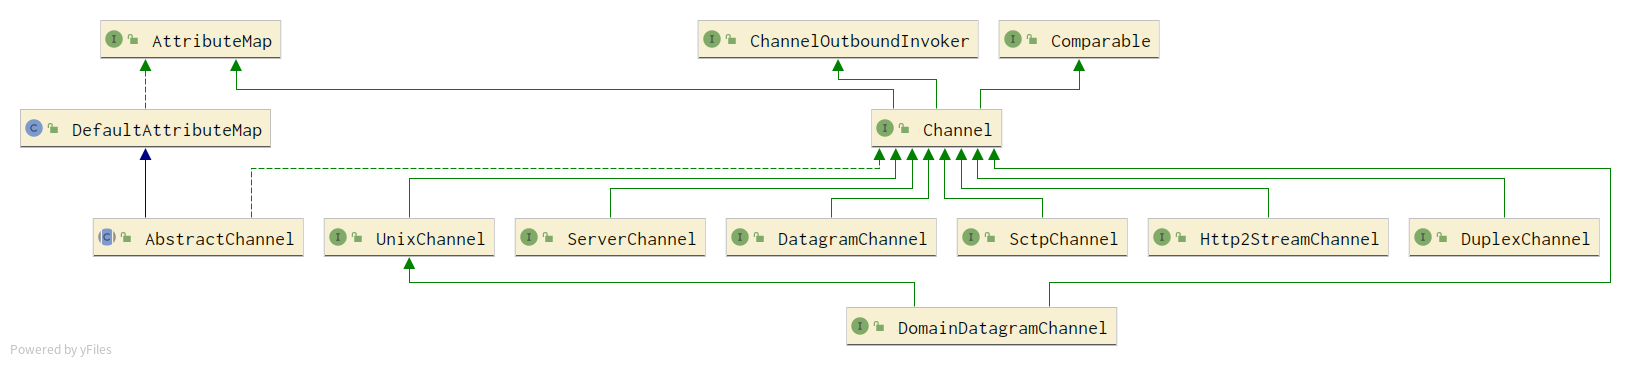 AttributeMap
ChannelOutboundInvoker
Comparable
DefaultAttributeMap
Channel
AbstractChannel
UnixChannel
ServerChannel
DatagramChannel
SctpChannel
Http2StreamChannel
DuplexChannel
DomainDatagramChannel
Powered by yFiles